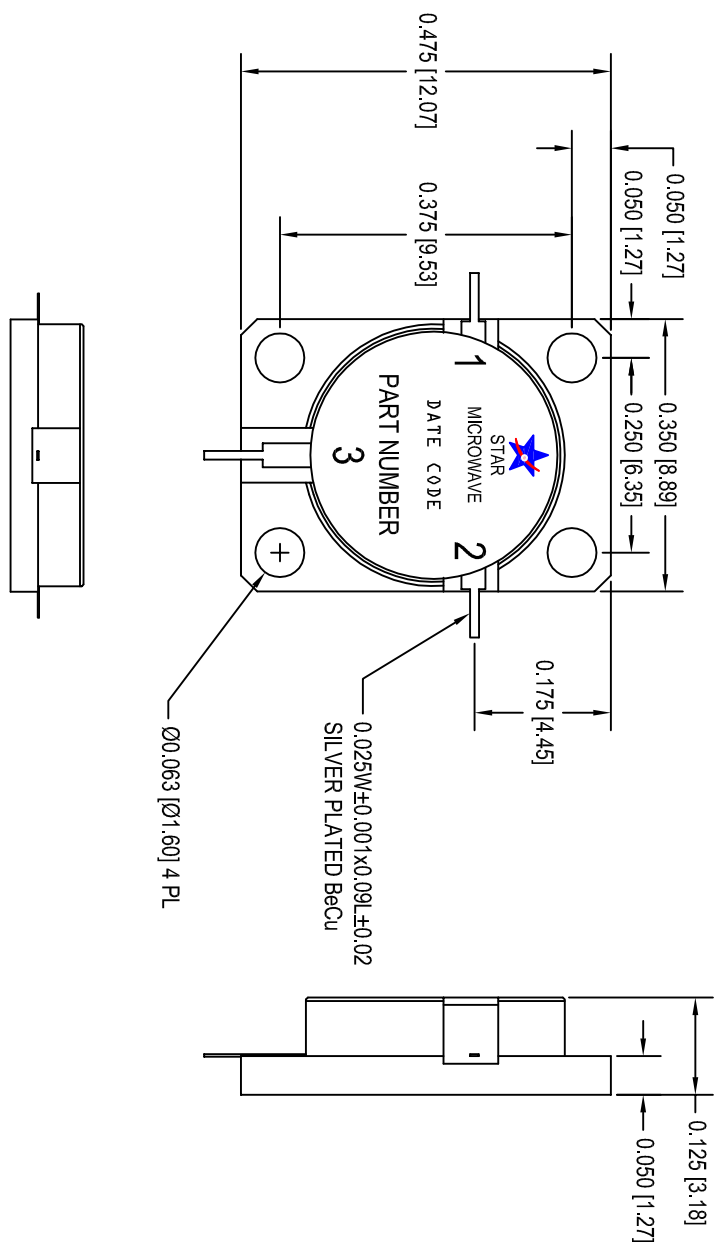 0.350 [8.89]
0.050 [1.27]
0.250 [6.35]
0.050 [1.27]
0.475 [12.07]
0.375 [9.53]
0.175 [4.45]
STAR
MICROWAVE
1
2
DATE CODE
PART NUMBER
3
0.025W±0.001x0.09L±0.02
SILVER PLATED BeCu
Ø0.063 [Ø1.60] 4 PL
0.125 [3.18]
0.050 [1.27]